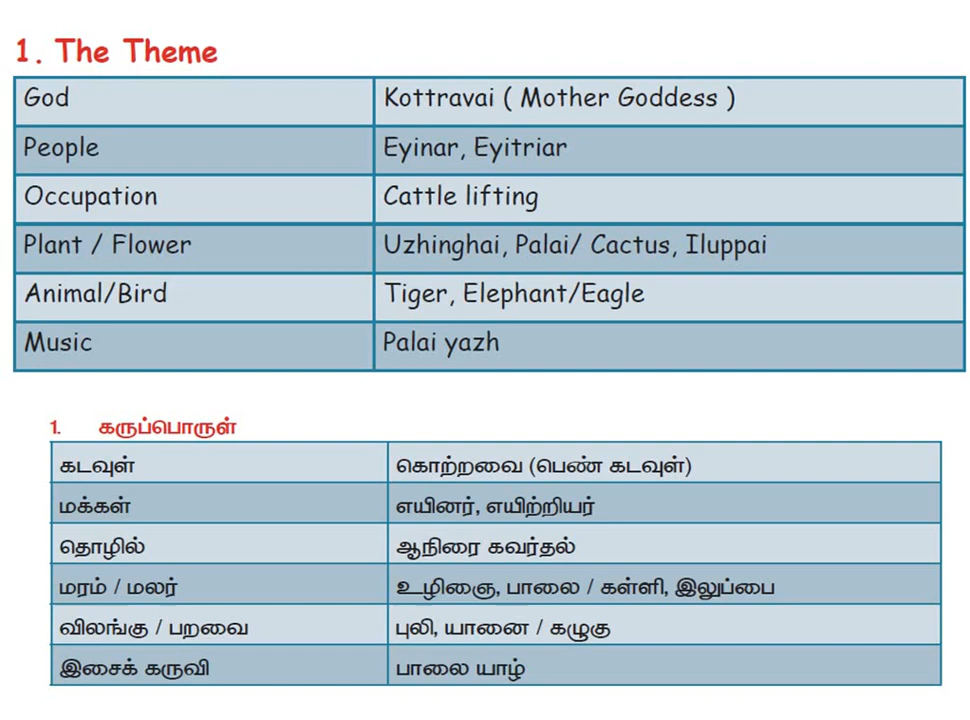 1. The Theme
God Kottravai ( Mother Goddess )
People Eyinar, Eyitriar
Occupation Cattle lifting
Plant / Flower Uzhinghai, Palai/ Cactus, Iluppai
Animal/Bird Tiger, Elephant/Eagle
Music Palai yazh
1. கருப்பொருள்
கடவுள் கொற்றவை (பெண் கடவுள்)
மக்கள் எயினர், எயிற்றியர்
தொழில் ஆநிரை கவர்தல்
மரம் / மலர் உழிஞை, பாலை / கள்ளி, இலுப்பை
விலங்கு / பறவை புலி, யானை / கழுகு
இசைக் கருவி பாலை யாழ்